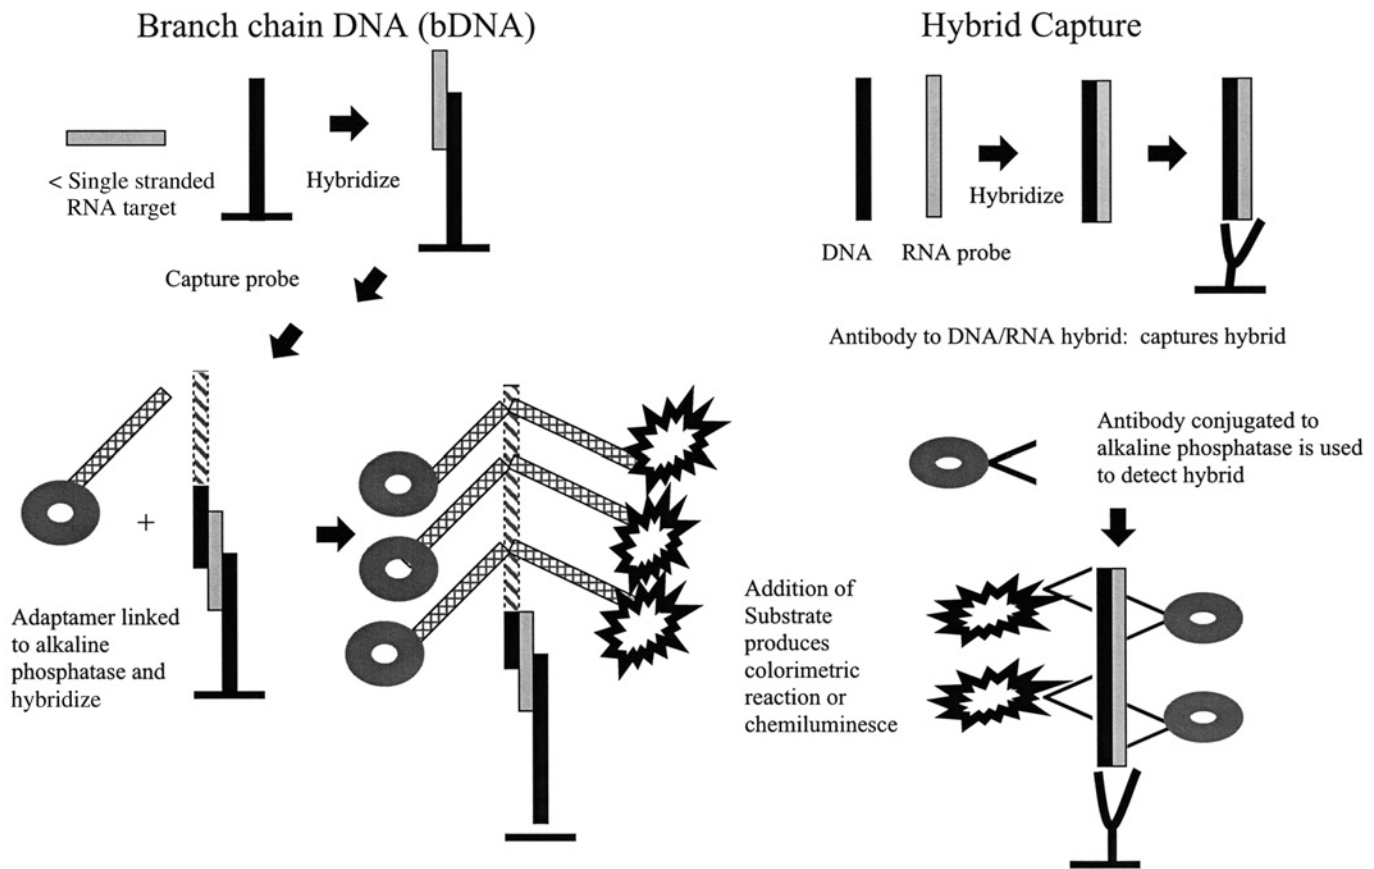 Branch chain DNA (bDNA)
< Single stranded
RNA target
Hybridize
Capture probe
+
Adaptamer linked
to alkaline
phosphatase and
hybridize
Hybrid Capture
DNA
RNA probe
Hybridize
Antibody to DNA/RNA hybrid: captures hybrid
Antibody conjugated to
alkaline phosphatase is used
to detect hybrid
Addition of
Substrate
produces
colorimetric
reaction or
chemiluminesce